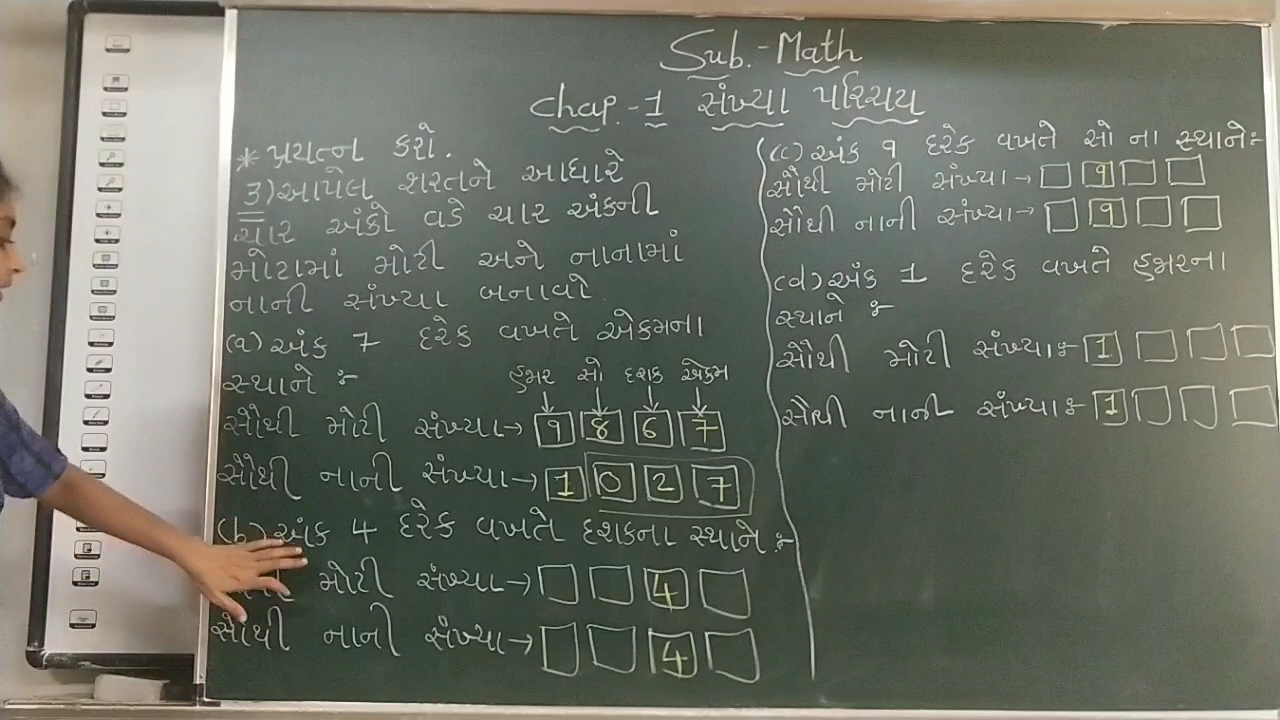 Sub.-Math
Chap.-1 સંખ્યા પરિચય
* પ્રયત્ન કરો.
3) આપેલ શરતને આધારે
ચાર અંકો વડે ચાર અંકની
મોટામાં મોટી અને નાનામાં
નાની સંખ્યા બનાવો.
(a) અંક 7 દરેક વખતે એકમના
સ્થાને :-
હજાર સો દશક એકમ
સૌથી મોટી સંખ્યા→ 9 8 6 7
સૌથી નાની સંખ્યા→ 1 0 2 7
(b) અંક 4 દરેક વખતે દશકના સ્થાને :-
મોટી સંખ્યા→ 4
સૌથી નાની સંખ્યા→ 4
(c) અંક 9 દરેક વખતે સો ના સ્થાને:-
સૌથી મોટી સંખ્યા→ 9
સૌથી નાની સંખ્યા→ 9
(d) અંક 1 દરેક વખતે હજારના
સ્થાને :-
સૌથી મોટી સંખ્યા:- 1
સૌથી નાની સંખ્યા:- 1